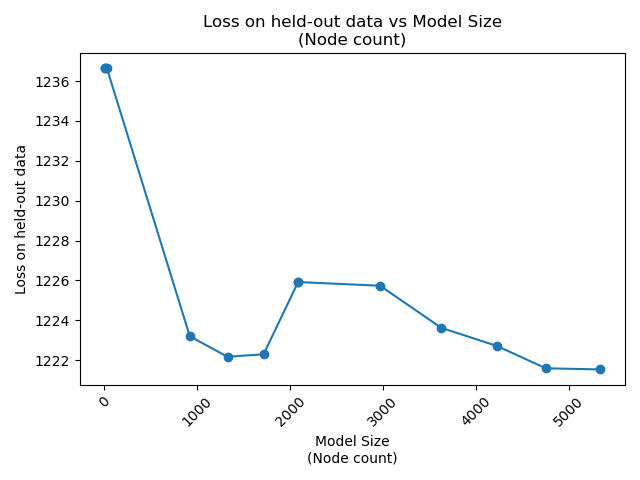 Loss on held-out data vs Model Size
(Node count)
Loss on held-out data
1236
1234
1232
1230
1228
1226
1224
1222
0
1000
2000
3000
4000
5000
Model Size
(Node count)